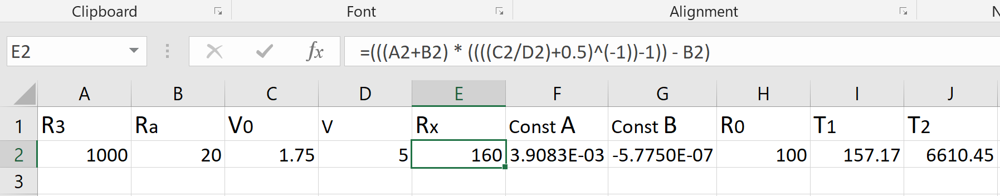 Clipboard Font Alignment
E2 fx =(((A2+B2) * ((((C2/D2)+0.5)^(-1))-1)) - B2)
A B C D E F G H I J
1 R3 Ra V0 V Rx Const A Const B R0 T1 T2
2 1000 20 1.75 5 160 3.9083E-03 -5.7750E-07 100 157.17 6610.45
3